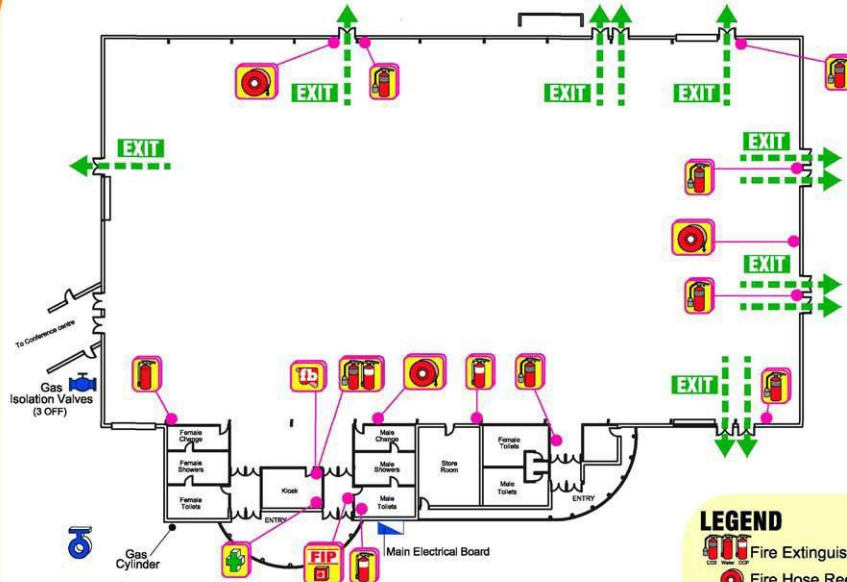 EXIT
EXIT
EXIT
EXIT
EXIT
EXIT
EXIT
To Conference centre
Gas
Isolation Valves
(3 OFF)
fb
Female
Change
Female
Showers
Female
Toilets
Kiosk
ENTRY
Male
Change
Male
Showers
Male
Toilets
Store
Room
Female
Toilets
Male
Toilets
ENTRY
Gas
Cylinder
FIP
Main Electrical Board
LEGEND
CO2 Water DCP
Fire Extinguis
Fire Hose Ree